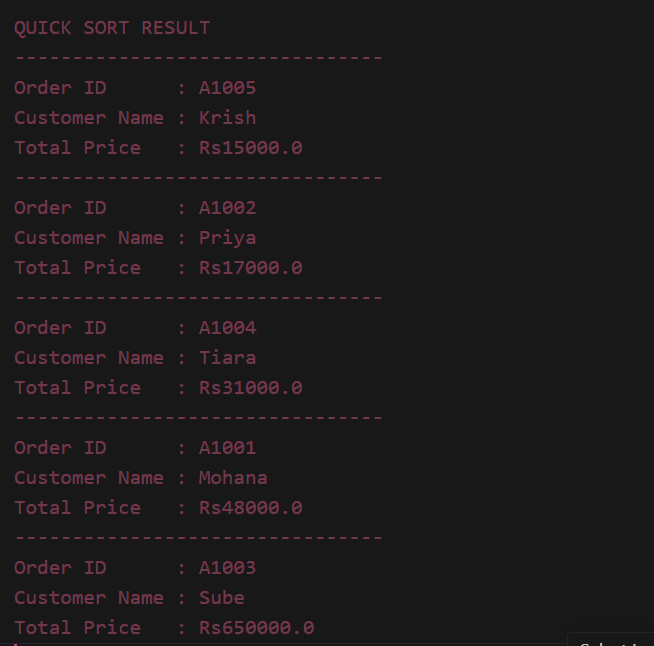 QUICK SORT RESULT
--------------------------------
Order ID      : A1005
Customer Name : Krish
Total Price   : Rs15000.0
--------------------------------
Order ID      : A1002
Customer Name : Priya
Total Price   : Rs17000.0
--------------------------------
Order ID      : A1004
Customer Name : Tiara
Total Price   : Rs31000.0
--------------------------------
Order ID      : A1001
Customer Name : Mohana
Total Price   : Rs48000.0
--------------------------------
Order ID      : A1003
Customer Name : Sube
Total Price   : Rs650000.0